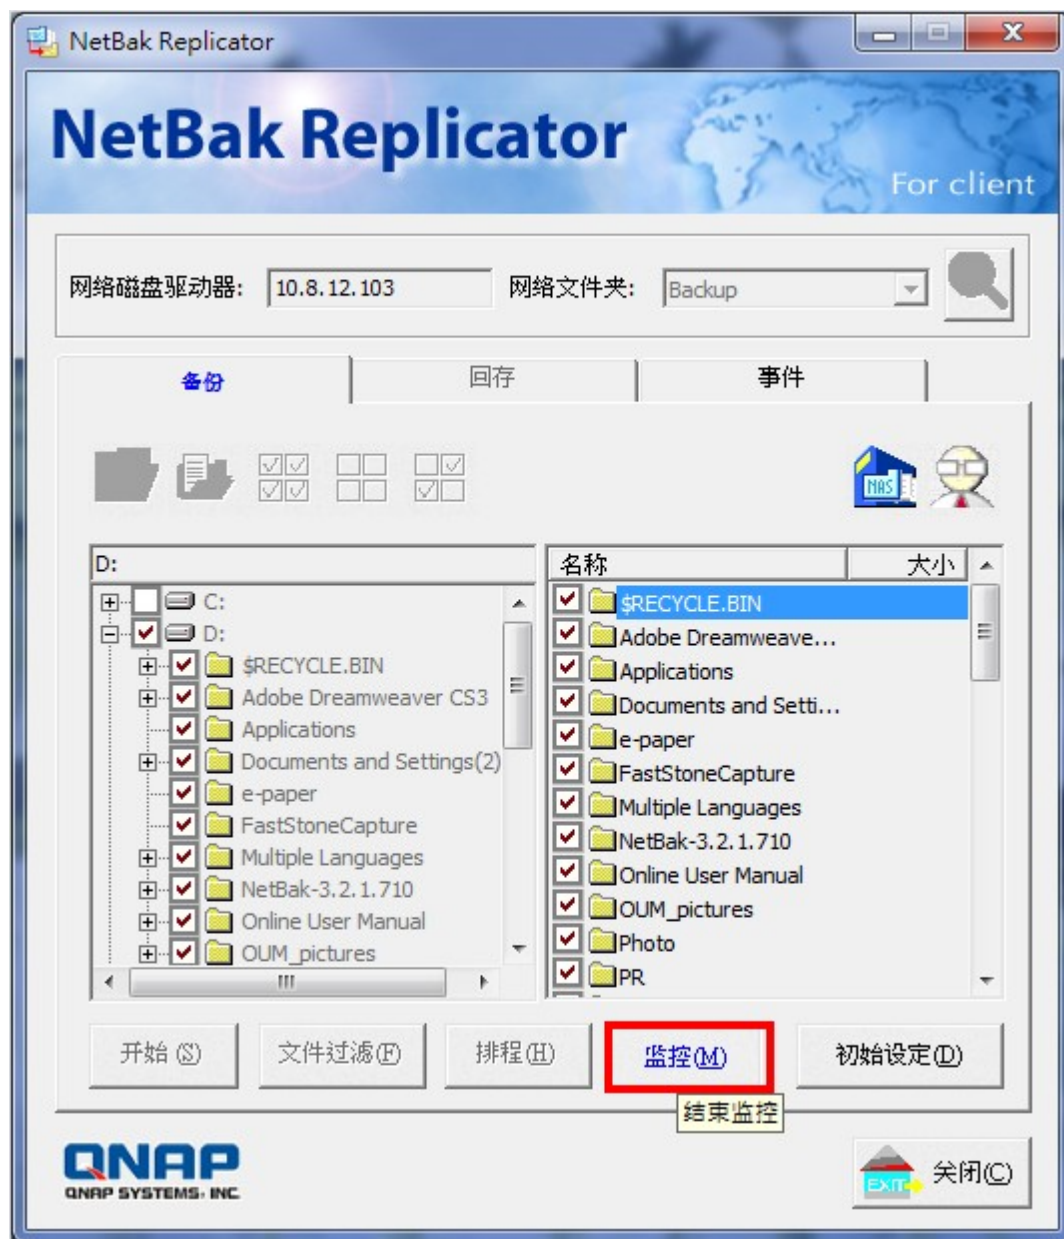 NetBak Replicator
NetBak Replicator
For client
网络磁盘驱动器: 10.8.12.103 网络文件夹: Backup
备份 回存 事件
NAS
D:
C:
D:
$RECYCLE.BIN
Adobe Dreamweaver CS3
Applications
Documents and Settings(2)
e-paper
FastStoneCapture
Multiple Languages
NetBak-3.2.1.710
Online User Manual
OUM_pictures
名称 大小
$RECYCLE.BIN
Adobe Dreamweave...
Applications
Documents and Setti...
e-paper
FastStoneCapture
Multiple Languages
NetBak-3.2.1.710
Online User Manual
OUM_pictures
Photo
PR
开始 (S) 文件过滤(F) 排程(H) 监控(M) 初始设定(D)
结束监控
QNAP
QNAP SYSTEMS, INC.
EXIT 关闭(C)